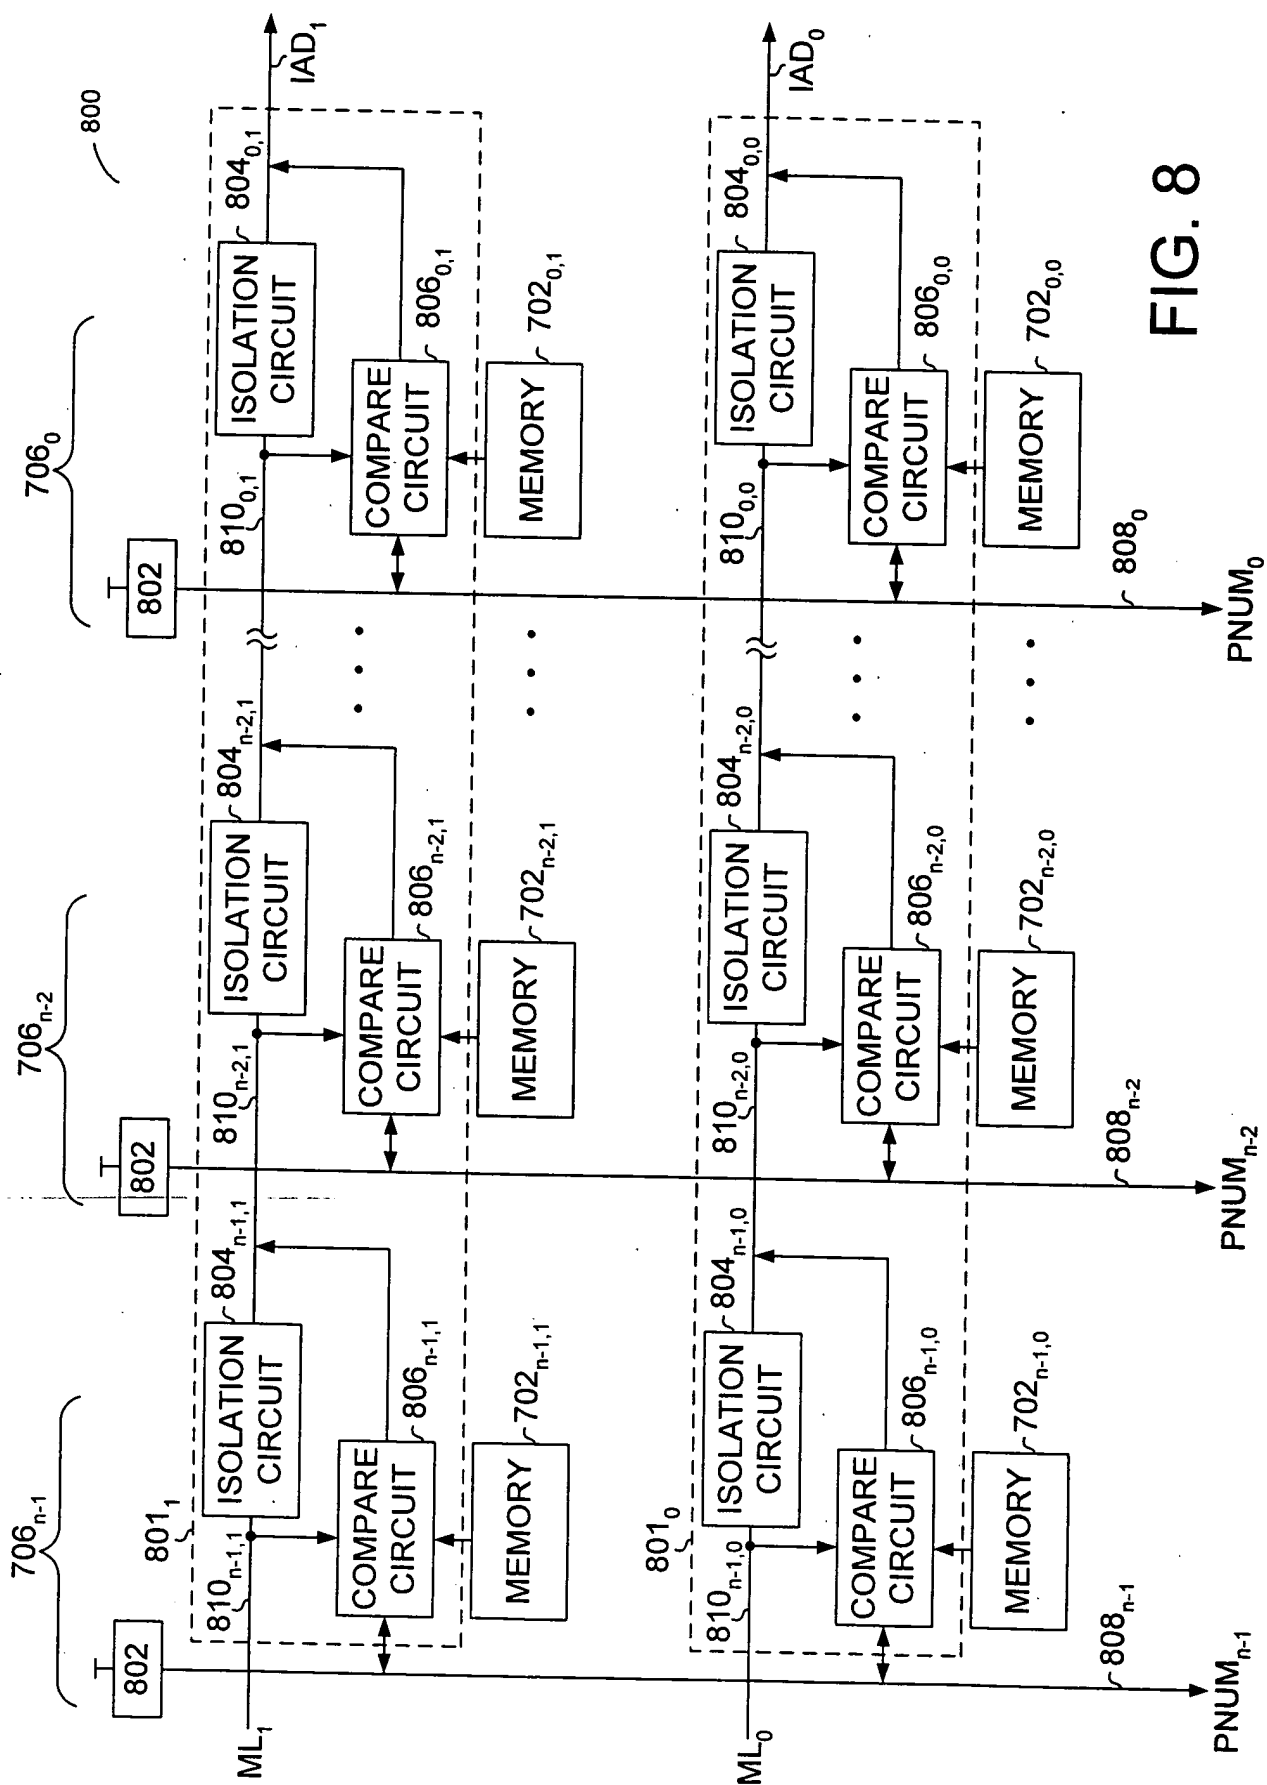 800
706n-1
706n-2
7060
802
802
802
8011
ML1
810n-1,1
ISOLATION
CIRCUIT
804n-1,1
810n-2,1
ISOLATION
CIRCUIT
804n-2,1
8100,1
ISOLATION
CIRCUIT
8040,1
IAD1
COMPARE
CIRCUIT
806n-1,1
COMPARE
CIRCUIT
806n-2,1
COMPARE
CIRCUIT
8060,1
MEMORY
702n-1,1
MEMORY
702n-2,1
MEMORY
7020,1
8010
ML0
810n-1,0
ISOLATION
CIRCUIT
804n-1,0
810n-2,0
ISOLATION
CIRCUIT
804n-2,0
8100,0
ISOLATION
CIRCUIT
8040,0
IAD0
COMPARE
CIRCUIT
806n-1,0
COMPARE
CIRCUIT
806n-2,0
COMPARE
CIRCUIT
8060,0
MEMORY
702n-1,0
MEMORY
702n-2,0
MEMORY
7020,0
808n-1
808n-2
8080
PNUMn-1
PNUMn-2
PNUM0
FIG. 8